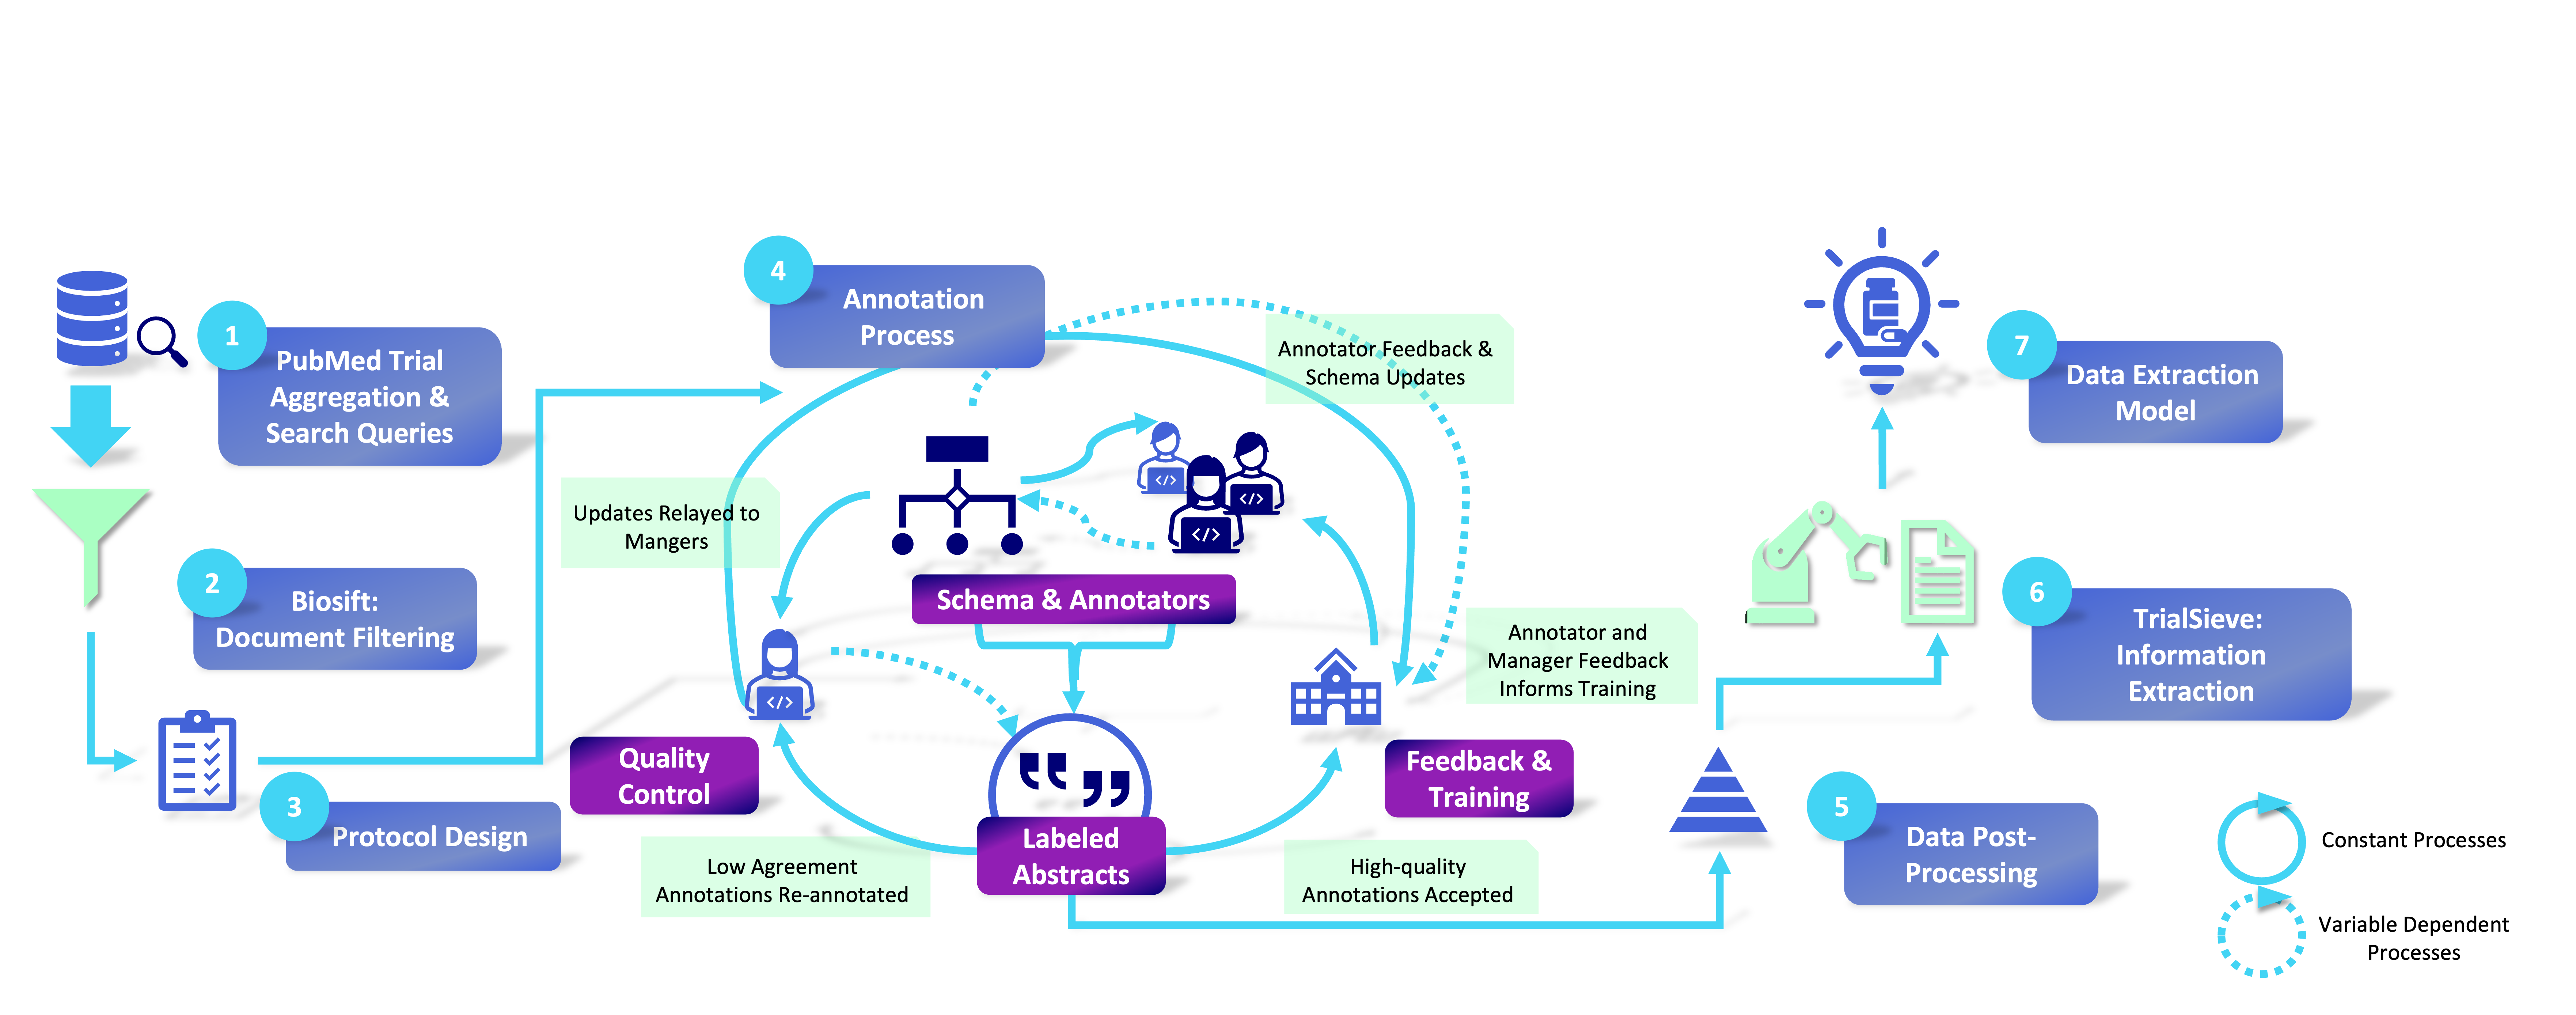 1
PubMed Trial
Aggregation &
Search Queries
2
Biosift:
Document Filtering
3
Protocol Design
4
Annotation
Process
Annotator Feedback &
Schema Updates
Updates Relayed to
Mangers
</>
</>
</>
Schema & Annotators
</>
Quality
Control
Annotator and
Manager Feedback
Informs Training
Feedback &
Training
Labeled
Abstracts
Low Agreement
Annotations Re-annotated
High-quality
Annotations Accepted
5
Data Post-
Processing
6
TrialSieve:
Information
Extraction
7
Data Extraction
Model
Constant Processes
Variable Dependent
Processes